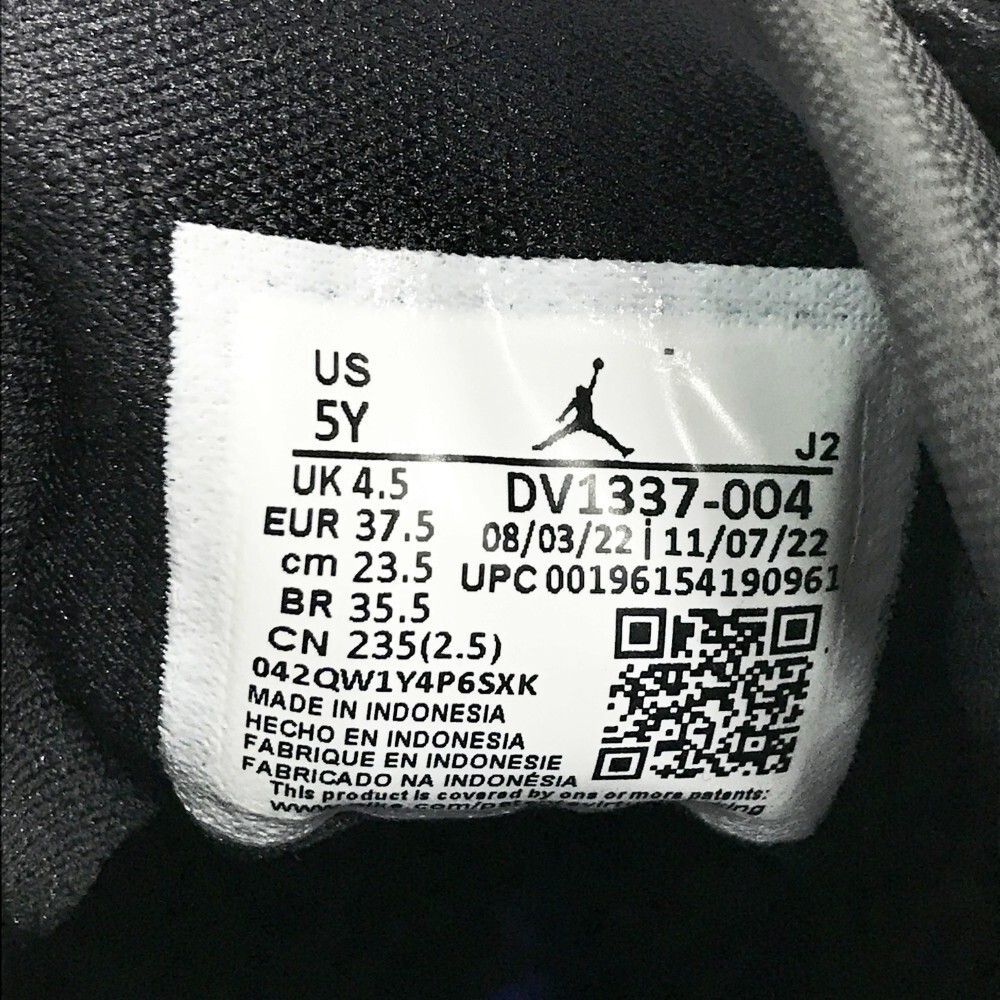 US
5Y
J2
UK 4.5
EUR 37.5
cm 23.5
BR 35.5
CN 235(2.5)
DV1337-004
08/03/22 | 11/07/22
UPC 00196154190961
042QW1Y4P6SXK
MADE IN INDONESIA
HECHO EN INDONESIA
FABRIQUE EN INDONESIE
FABRICADO NA INDONÉSIA
This product is covered by one or more patents: